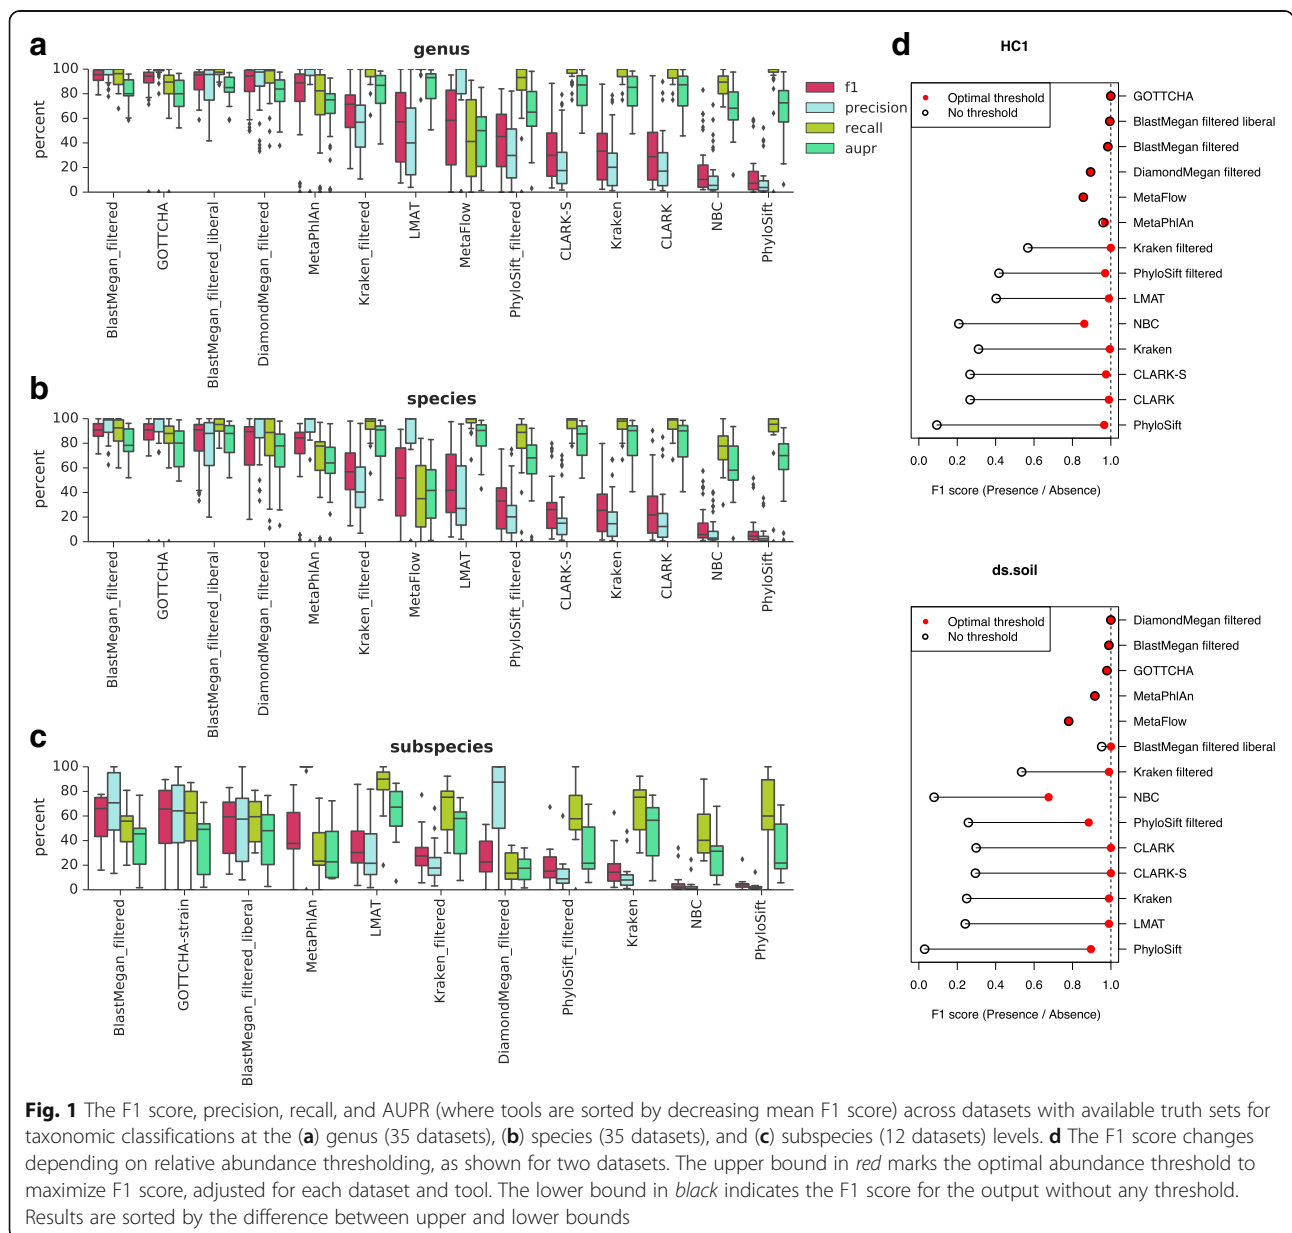 a
genus
100
80
60
40
20
0
percent
f1
precision
recall
aupr
BlastMegan_filtered
GOTTCHA
BlastMegan_filtered_liberal
DiamondMegan_filtered
MetaPhlAn
Kraken_filtered
LMAT
MetaFlow
PhyloSift_filtered
CLARK-S
Kraken
CLARK
NBC
PhyloSift
b
species
100
80
60
40
20
0
percent
BlastMegan_filtered
GOTTCHA
BlastMegan_filtered_liberal
DiamondMegan_filtered
MetaPhlAn
Kraken_filtered
MetaFlow
LMAT
PhyloSift_filtered
CLARK-S
Kraken
CLARK
NBC
PhyloSift
c
subspecies
100
80
60
40
20
0
percent
BlastMegan_filtered
GOTTCHA-strain
BlastMegan_filtered_liberal
MetaPhlAn
LMAT
Kraken_filtered
DiamondMegan_filtered
PhyloSift_filtered
Kraken
NBC
PhyloSift
d
HC1
Optimal threshold
No threshold
GOTTCHA
BlastMegan filtered liberal
BlastMegan filtered
DiamondMegan filtered
MetaFlow
MetaPhlAn
Kraken filtered
PhyloSift filtered
LMAT
NBC
Kraken
CLARK-S
CLARK
PhyloSift
0.0 0.2 0.4 0.6 0.8 1.0
F1 score (Presence / Absence)
ds.soil
Optimal threshold
No threshold
DiamondMegan filtered
BlastMegan filtered
GOTTCHA
MetaPhlAn
MetaFlow
BlastMegan filtered liberal
Kraken filtered
NBC
PhyloSift filtered
CLARK
CLARK-S
Kraken
LMAT
PhyloSift
0.0 0.2 0.4 0.6 0.8 1.0
F1 score (Presence / Absence)
Fig. 1 The F1 score, precision, recall, and AUPR (where tools are sorted by decreasing mean F1 score) across datasets with available truth sets for
taxonomic classifications at the (a) genus (35 datasets), (b) species (35 datasets), and (c) subspecies (12 datasets) levels. d The F1 score changes
depending on relative abundance thresholding, as shown for two datasets. The upper bound in red marks the optimal abundance threshold to
maximize F1 score, adjusted for each dataset and tool. The lower bound in black indicates the F1 score for the output without any threshold.
Results are sorted by the difference between upper and lower bounds